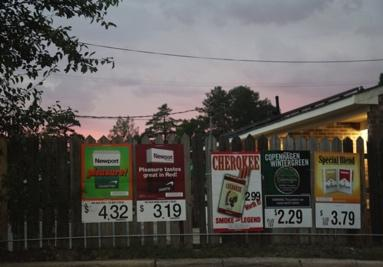 Newport
pleasure!
$ 4.32
Newport
Pleasure tastes
great in Red!
$ 3.19
CHEROKEE
2.99
SMOKE A LEGEND
COPENHAGEN
WINTERGREEN
$ 2.29
Special Blend
$ 3.79